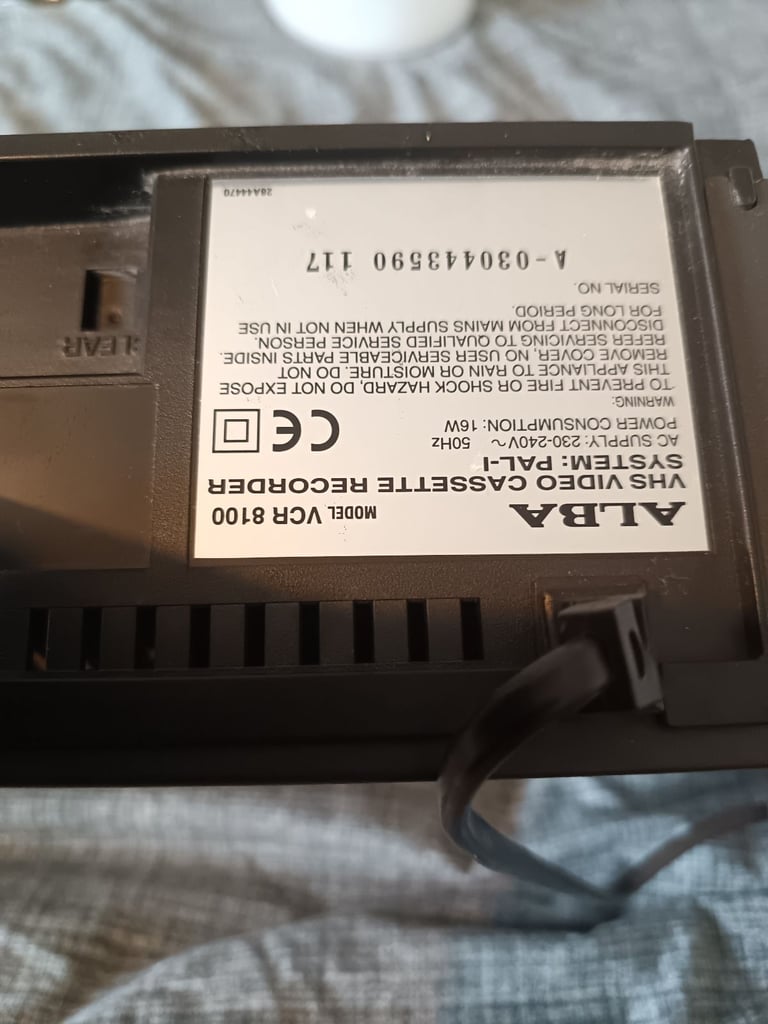 ALBA MODEL VCR 8100
VHS VIDEO CASSETTE RECORDER
SYSTEM: PAL-I
AC SUPPLY: 230-240V~ 50Hz
POWER CONSUMPTION: 16W
CE
WARNING:
TO PREVENT FIRE OR SHOCK HAZARD, DO NOT EXPOSE
THIS APPLIANCE TO RAIN OR MOISTURE. DO NOT
REMOVE COVER, NO USER SERVICEABLE PARTS INSIDE.
REFER SERVICING TO QUALIFIED SERVICE PERSON.
DISCONNECT FROM MAINS SUPPLY WHEN NOT IN USE
FOR LONG PERIOD.
SERIAL NO.
A-030443590 117
28A44470